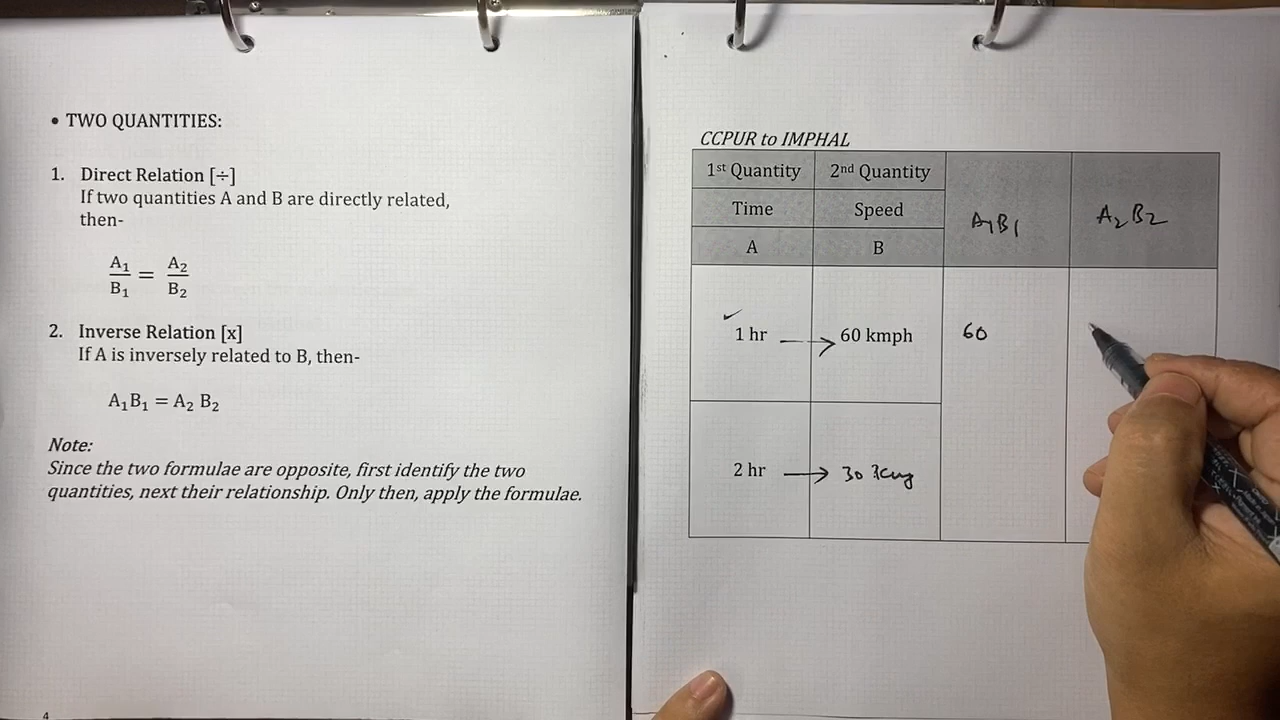 • TWO QUANTITIES:
1. Direct Relation [÷]
If two quantities A and B are directly related,
then-
A₁/B₁ = A₂/B₂
2. Inverse Relation [x]
If A is inversely related to B, then-
A₁B₁ = A₂ B₂
Note:
Since the two formulae are opposite, first identify the two
quantities, next their relationship. Only then, apply the formulae.
4
CCPUR to IMPHAL
1st Quantity 2nd Quantity
Time Speed A₁B₁ A₂B₂
A B
✓
1 hr → 60 kmph 60
2 hr → 30